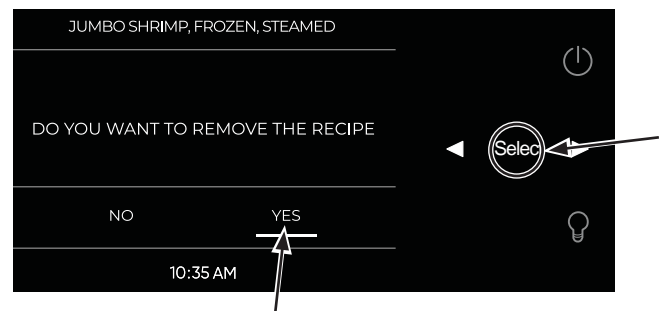 JUMBO SHRIMP, FROZEN, STEAMED
DO YOU WANT TO REMOVE THE RECIPE
Selec
NO YES
10:35 AM